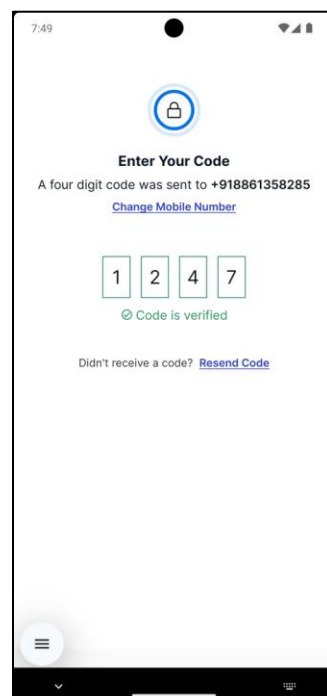 7:49
Enter Your Code
A four digit code was sent to +918861358285
Change Mobile Number
1 2 4 7
Code is verified
Didn't receive a code? Resend Code